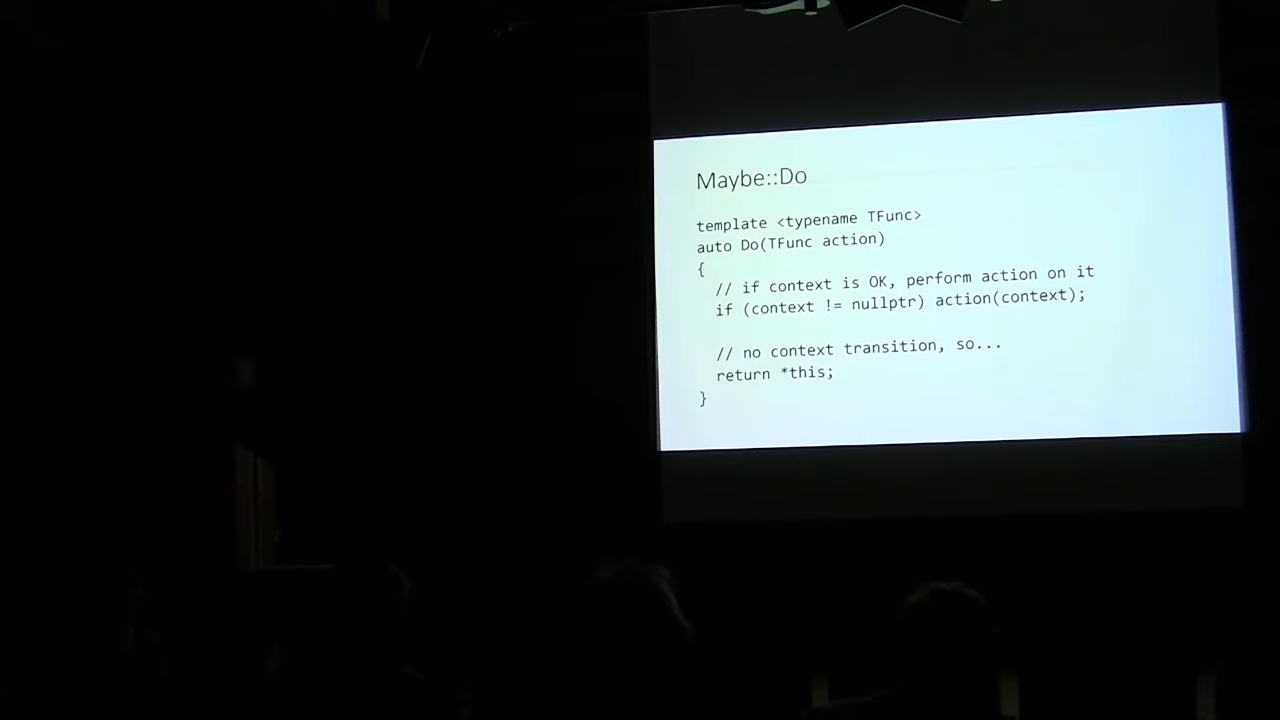 Maybe::Do
template <typename TFunc>
auto Do(TFunc action)
{
// if context is OK, perform action on it
if (context != nullptr) action(context);
// no context transition, so...
return *this;
}